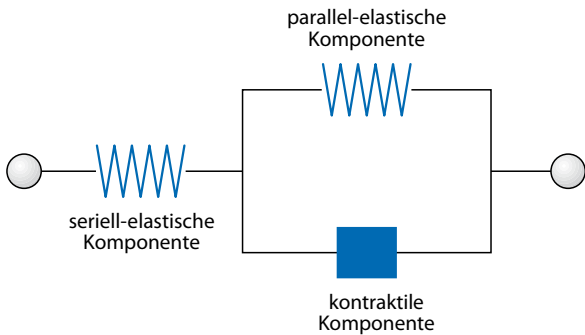 parallel-elastische
Komponente
seriell-elastische
Komponente
kontraktile
Komponente